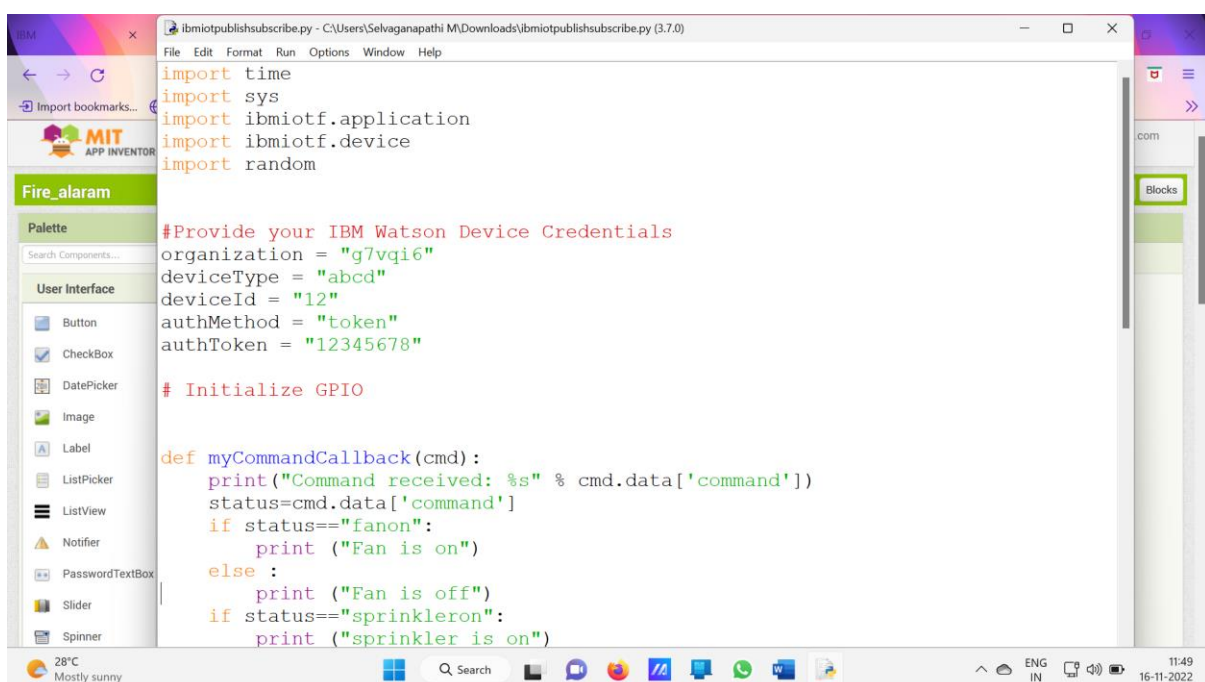 IBM
ibmiotpublishsubscribe.py - C:\Users\Selvaganapathi M\Downloads\ibmiotpublishsubscribe.py (3.7.0)
File Edit Format Run Options Window Help
Import bookmarks...
MIT
APP INVENTOR
.com
Fire_alaram
Blocks
Palette
Search Components...
User Interface
Button
CheckBox
DatePicker
Image
Label
ListPicker
ListView
Notifier
PasswordTextBox
Slider
Spinner
import time
import sys
import ibmiotf.application
import ibmiotf.device
import random
#Provide your IBM Watson Device Credentials
organization = "g7vqi6"
deviceType = "abcd"
deviceId = "12"
authMethod = "token"
authToken = "12345678"
# Initialize GPIO
def myCommandCallback(cmd):
    print("Command received: %s" % cmd.data['command'])
    status=cmd.data['command']
    if status=="fanon":
        print ("Fan is on")
    else :
        print ("Fan is off")
    if status=="sprinkleron":
        print ("sprinkler is on")
28°C
Mostly sunny
Search
ENG
IN
11:49
16-11-2022